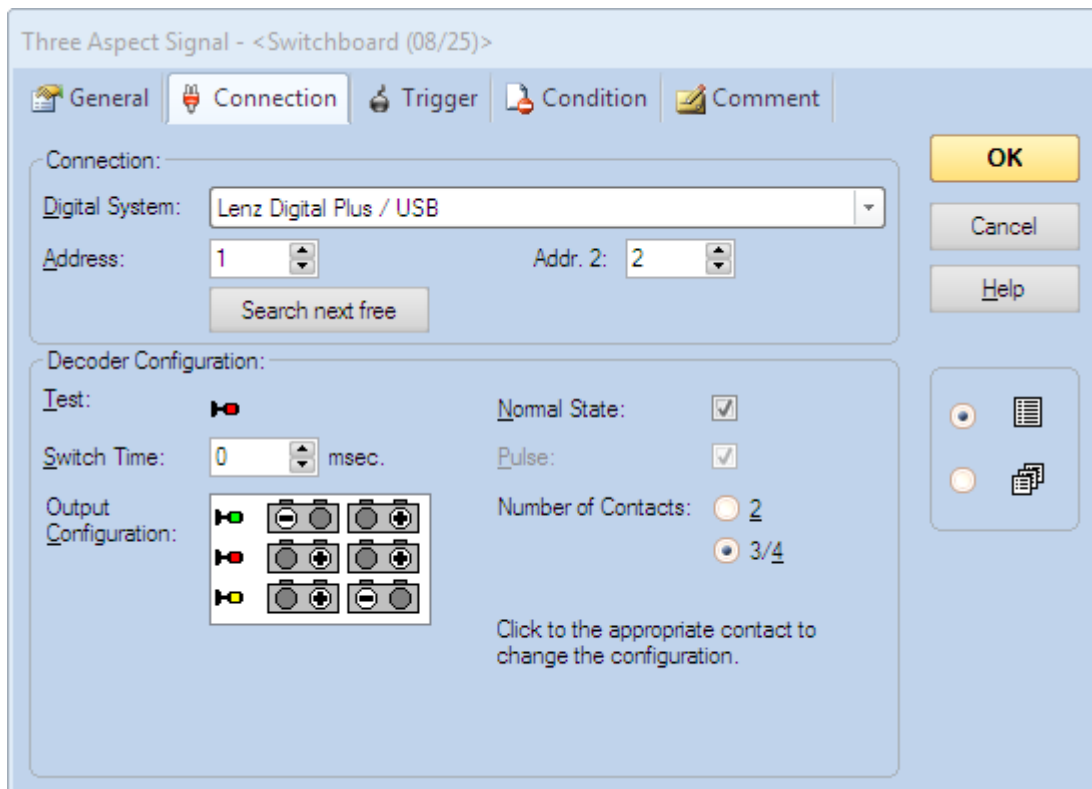 Three Aspect Signal - <Switchboard (08/25)>
General Connection Trigger Condition Comment
Connection:
Digital System: Lenz Digital Plus / USB
Address: 1 Addr. 2: 2
Search next free
OK
Cancel
Help
Decoder Configuration:
Test: Normal State:
Switch Time: 0 msec. Pulse:
Output
Configuration:
Number of Contacts: 2
3/4
Click to the appropriate contact to
change the configuration.